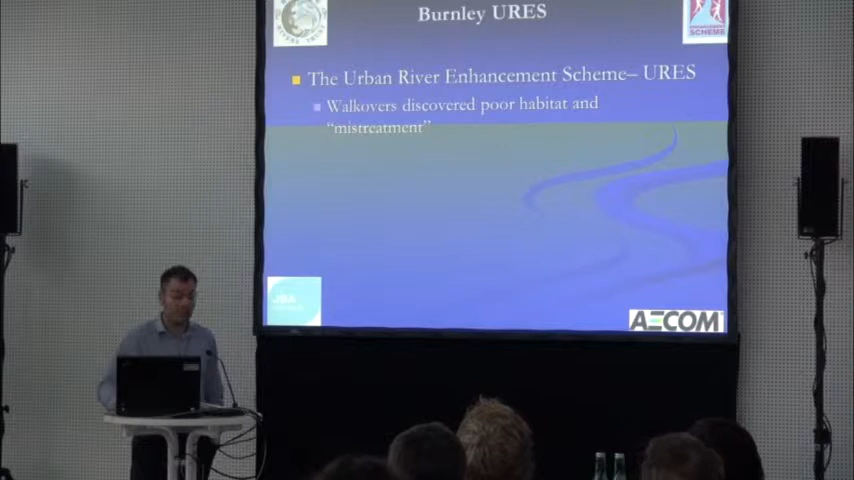 Burnley URES
SCHEME
The Urban River Enhancement Scheme– URES
Walkovers discovered poor habitat and
“mistreatment”
JBA
AECOM